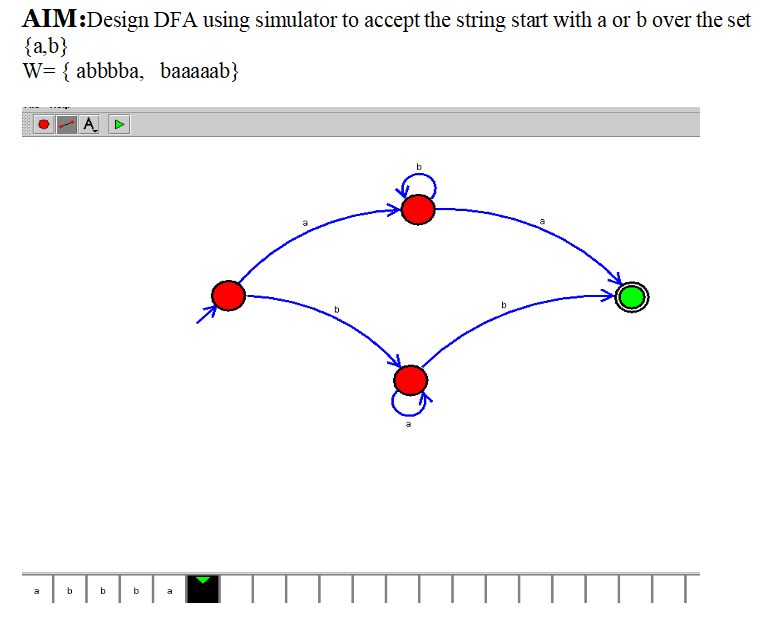 AIM:Design DFA using simulator to accept the string start with a or b over the set
{a,b}
W= { abbbba, baaaaab}
A
b
a
a
b
b
a
a b b b a